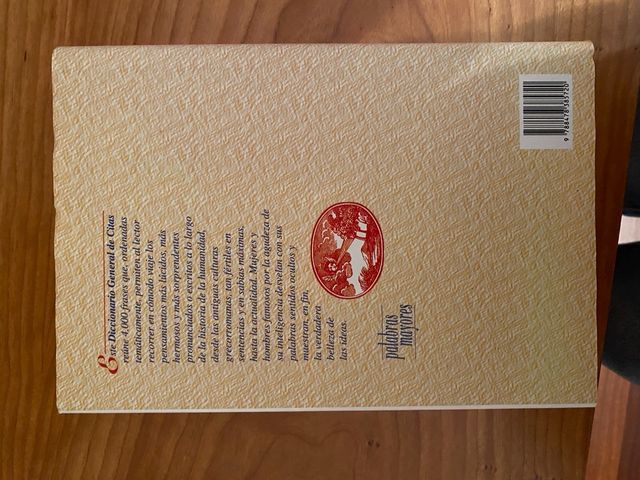 Este Diccionario General de Citas
reúne 4.000 frases que, ordenadas
temáticamente, permiten al lector
recorrer en cómodo viaje los
pensamientos más lúcidos, más
hermosos y más sorprendentes
pronunciados o escritos a lo largo
de la historia de la humanidad,
desde las antiguas culturas
grecorromanas, tan fértiles en
sentencias y en sabias máximas,
hasta la actualidad. Mujeres y
hombres famosos por la agudeza de
su inteligencia desvelan con sus
palabras sentidos ocultos y
muestran, en fin,
la verdadera
belleza de
las ideas.
palabras
mayores
9 788478 385720